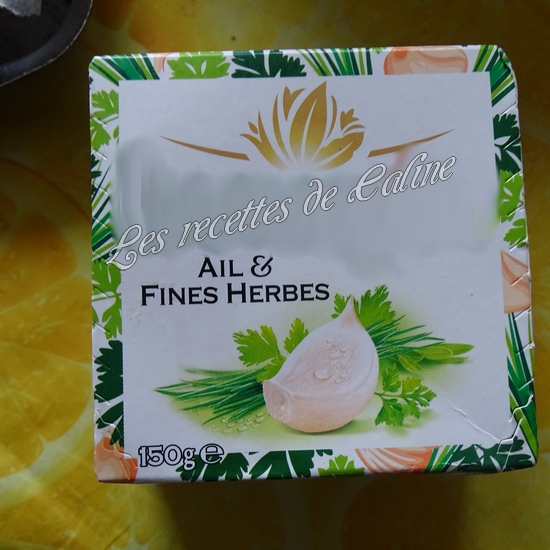 Les recettes de Caline
AIL &
FINES HERBES
150g e